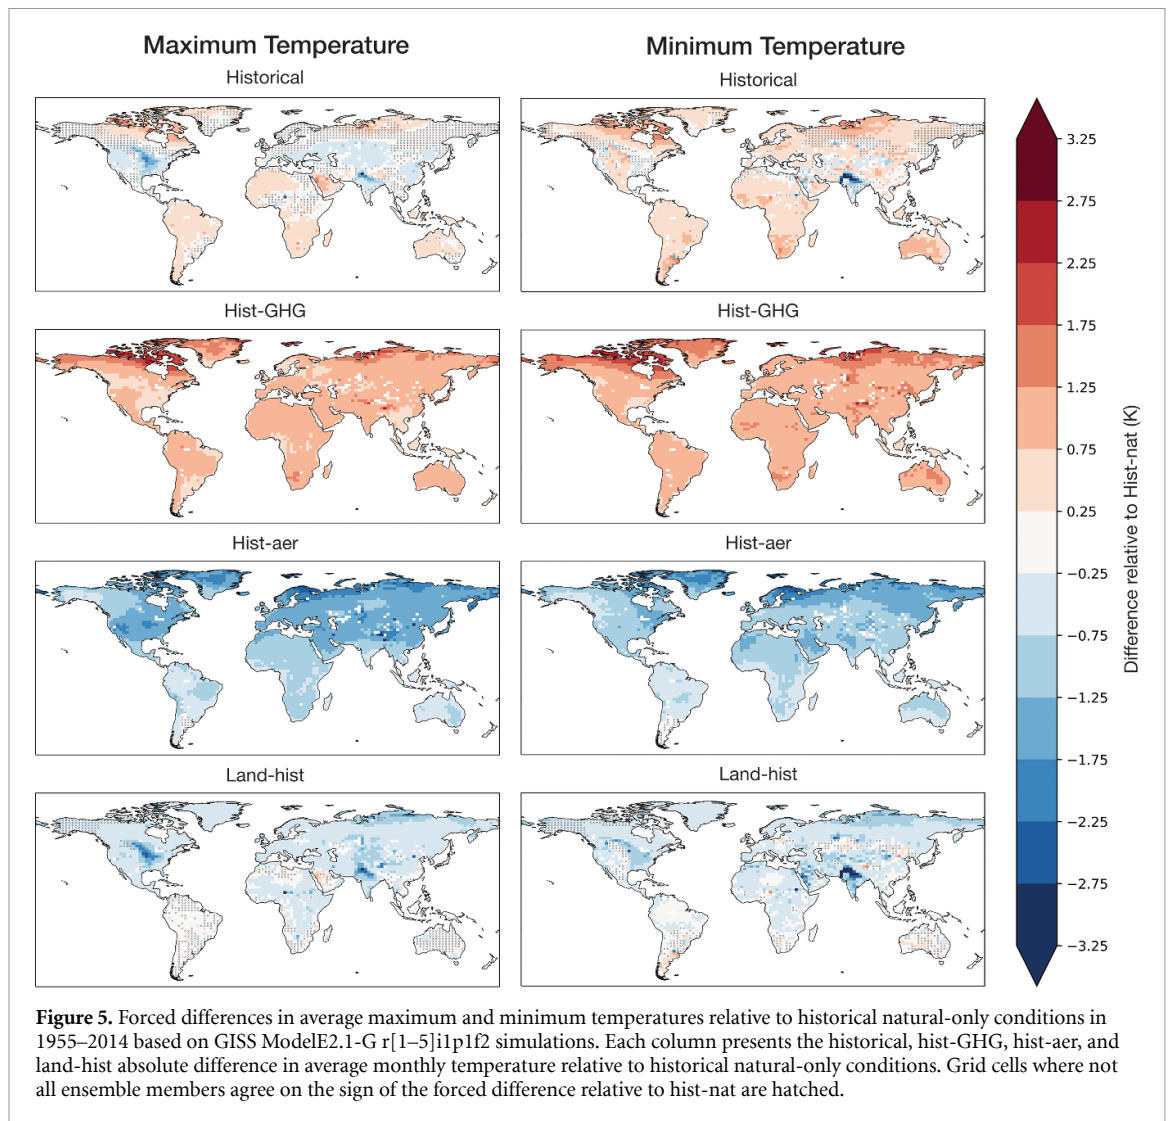 Maximum Temperature
Minimum Temperature
Historical
Historical
Hist-GHG
Hist-GHG
Hist-aer
Hist-aer
Land-hist
Land-hist
3.25
2.75
2.25
1.75
1.25
0.75
0.25
−0.25
−0.75
−1.25
−1.75
−2.25
−2.75
−3.25
Difference relative to Hist-nat (K)
Figure 5. Forced differences in average maximum and minimum temperatures relative to historical natural-only conditions in
1955–2014 based on GISS ModelE2.1-G r[1–5]i1p1f2 simulations. Each column presents the historical, hist-GHG, hist-aer, and
land-hist absolute difference in average monthly temperature relative to historical natural-only conditions. Grid cells where not
all ensemble members agree on the sign of the forced difference relative to hist-nat are hatched.